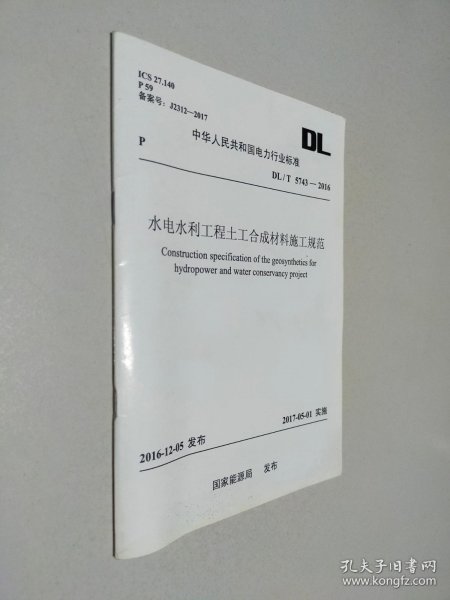 ICS 27.140
P 59
备案号：J2312—2017
DL
中华人民共和国电力行业标准
P
DL/T 5743—2016
水电水利工程土工合成材料施工规范
Construction specification of the geosynthetics for
hydropower and water conservancy project
2016-12-05 发布
2017-05-01 实施
国家能源局 发布
孔夫子旧书网
www.kongfz.com